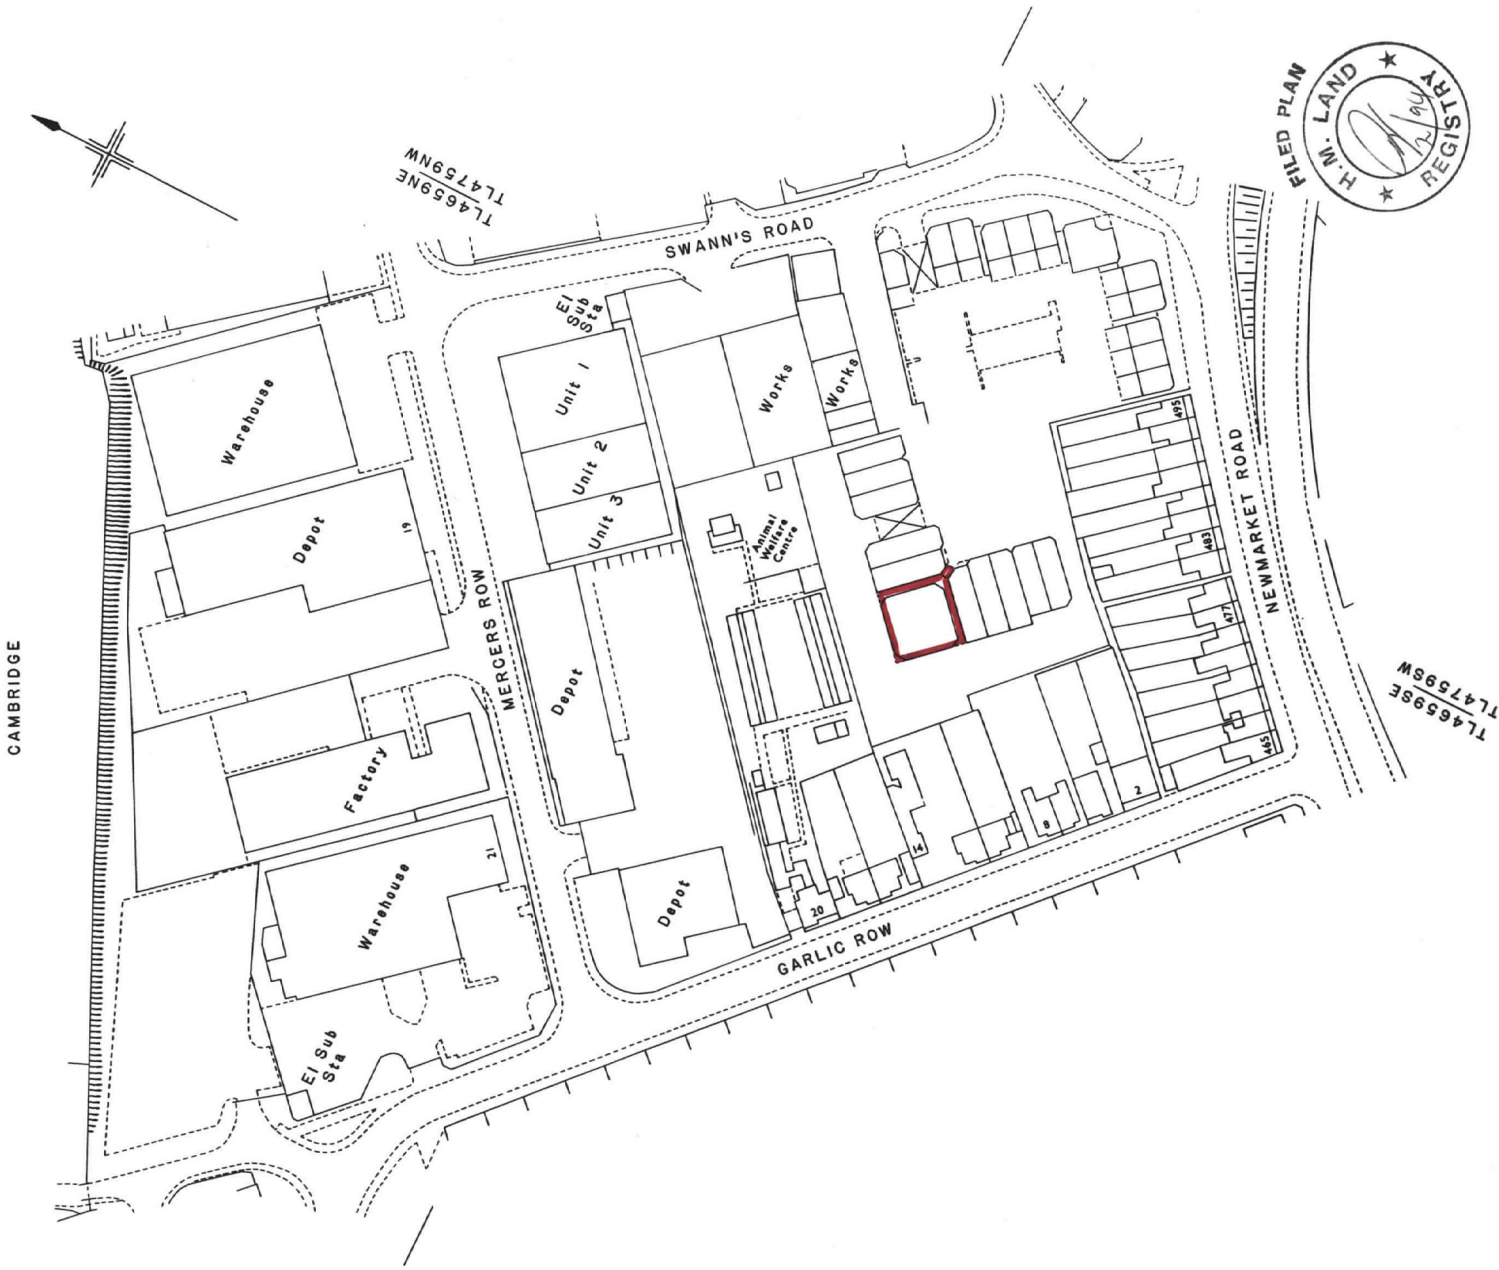 FILED PLAN
H.M. LAND
REGISTRY
2/94
TL4659NE
TL4759NW
SWANN'S ROAD
El
Sub
Sta
Warehouse
Unit 1
Works
Works
Unit 2
495
Unit 3
Depot
19
Animal
Welfare
Centre
483
NEWMARKET ROAD
MERCERS ROW
477
CAMBRIDGE
Depot
TL4659SE
TL4759SW
465
Factory
2
8
14
21
Warehouse
Depot
20
GARLIC ROW
El Sub
Sta